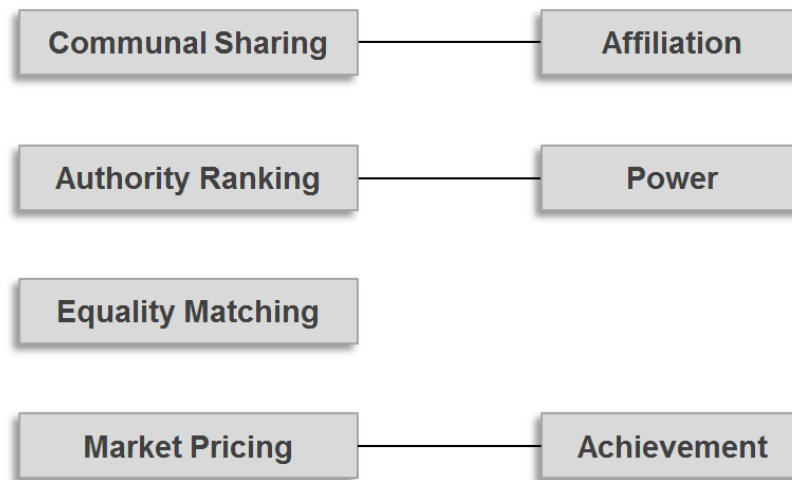 Communal Sharing
Affiliation
Authority Ranking
Power
Equality Matching
Market Pricing
Achievement